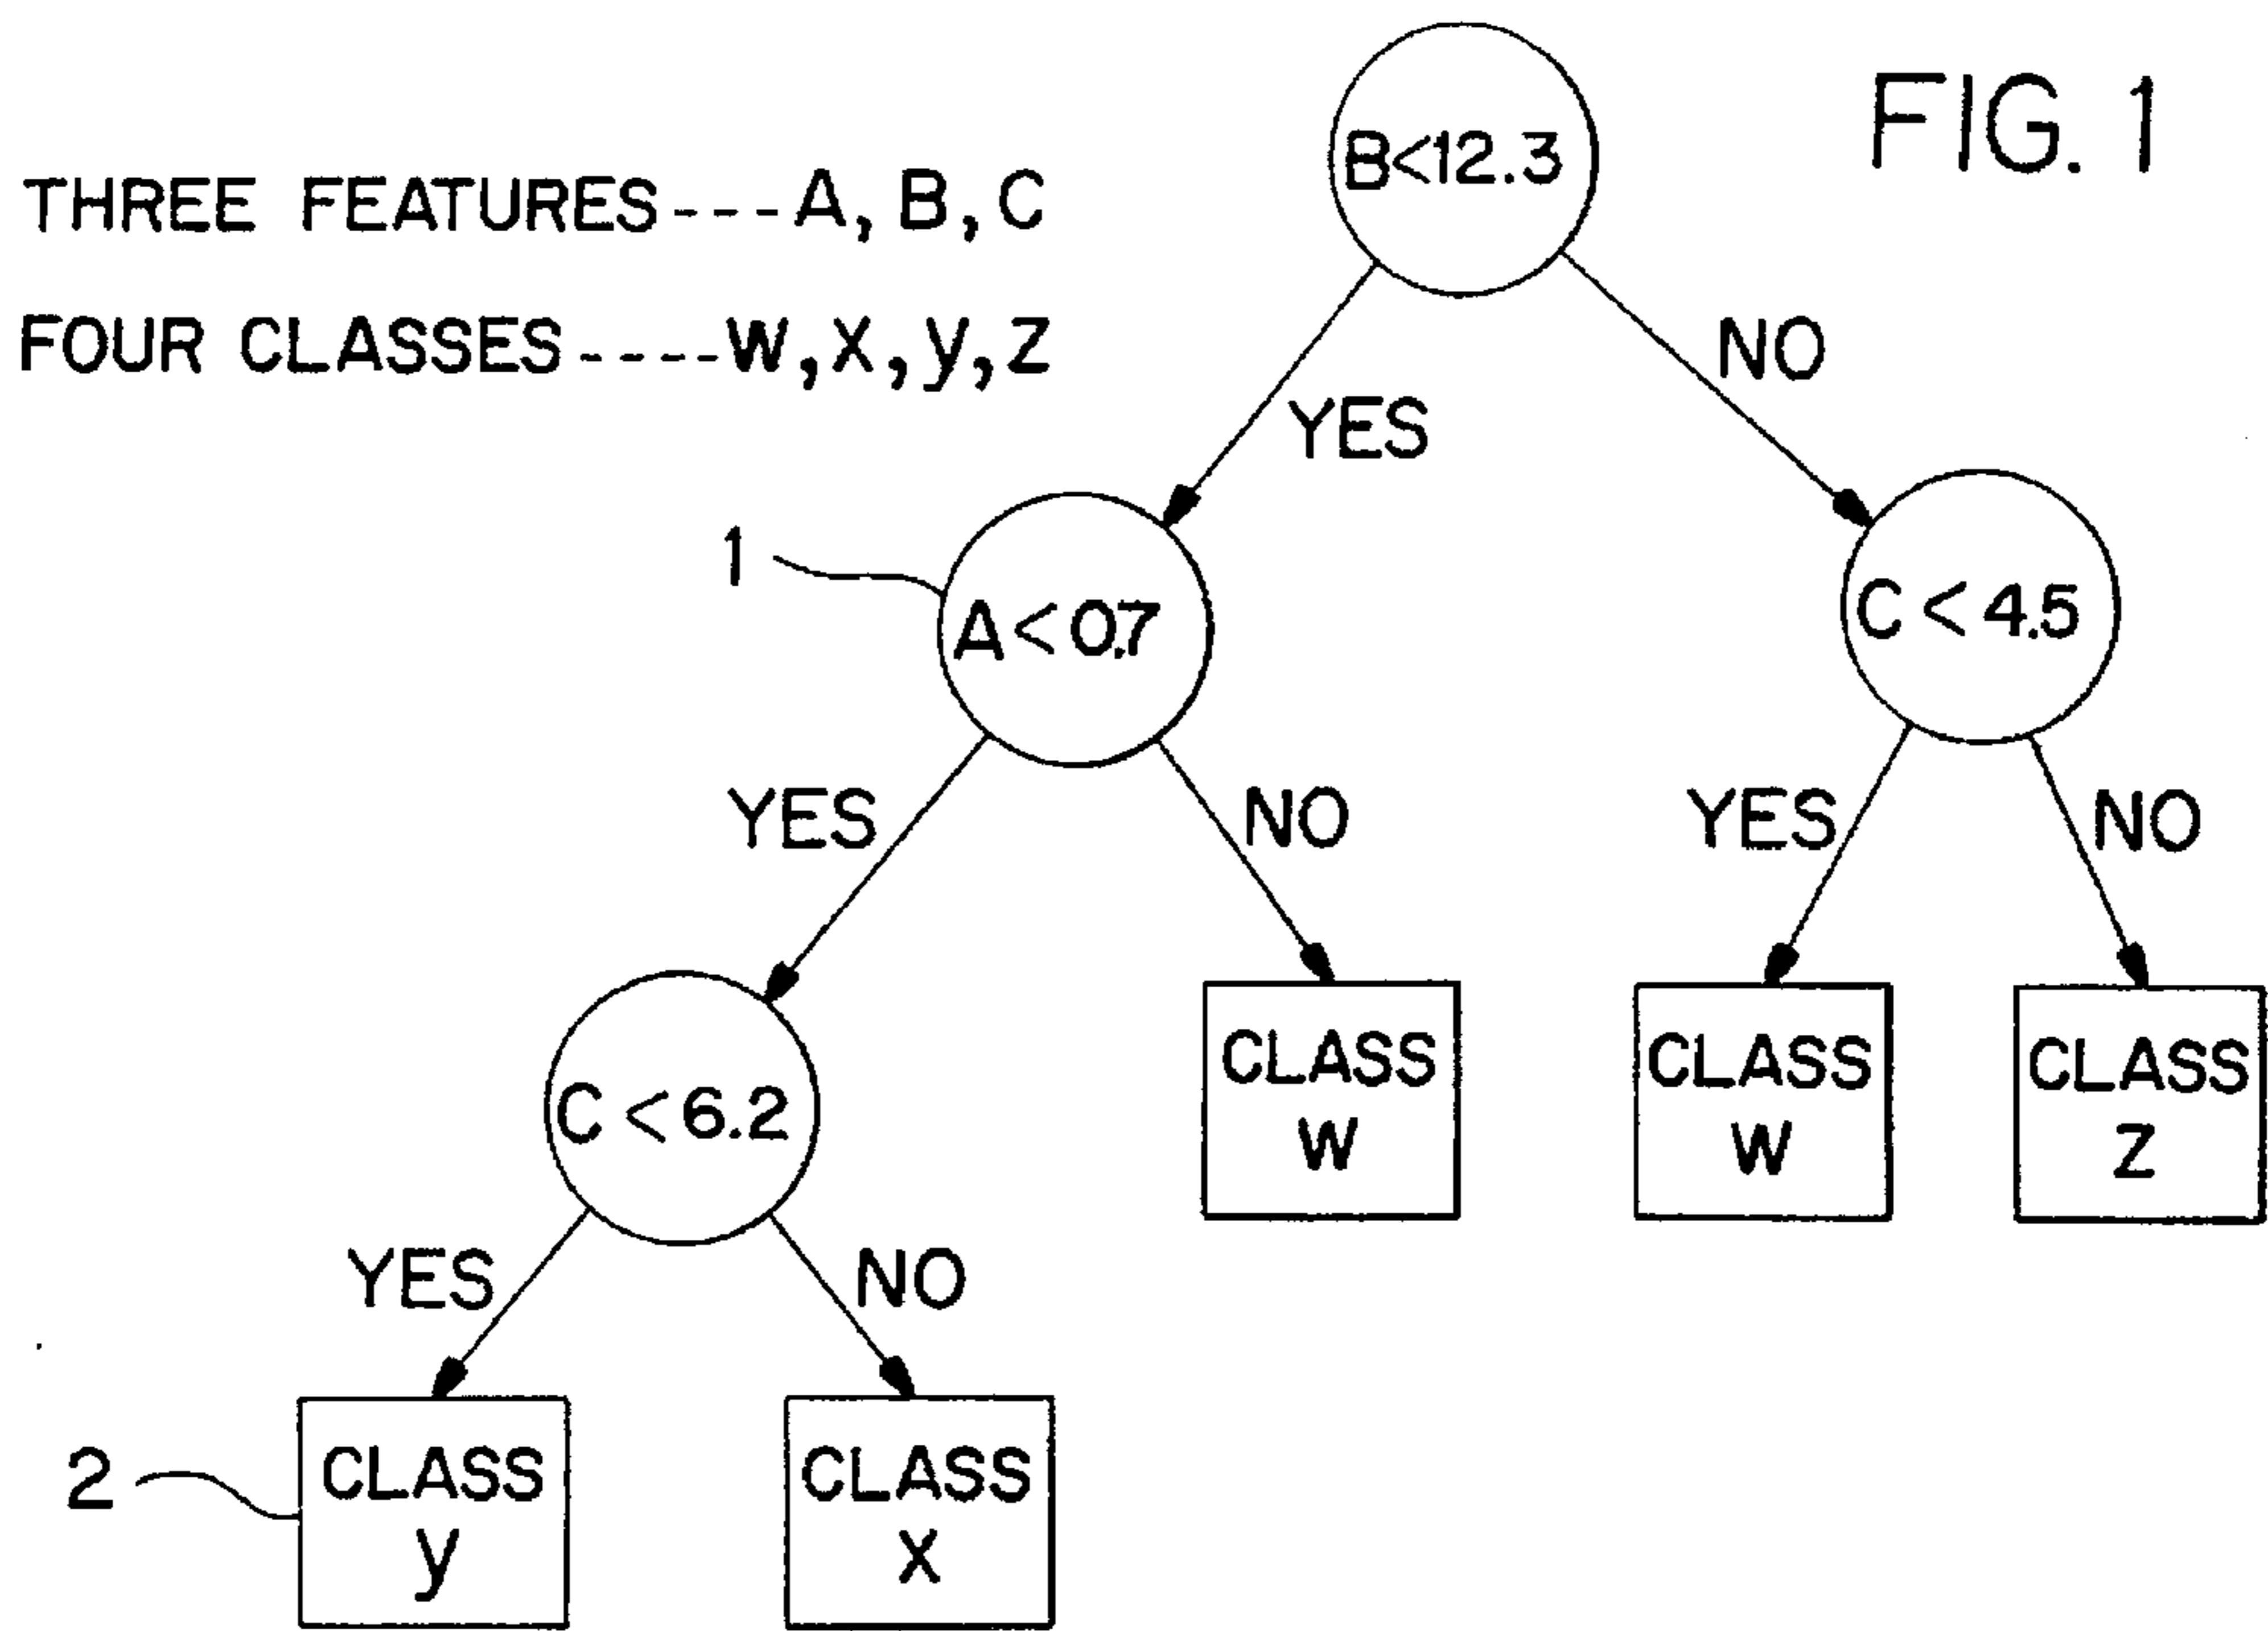 FIG. 1
B<12.3
THREE FEATURES---A, B, C
FOUR CLASSES----W, X, y, Z
YES
NO
1
A<0.7
C<4.5
YES
NO
YES
NO
C<6.2
CLASS
W
CLASS
W
CLASS
Z
YES
NO
2
CLASS
y
CLASS
X